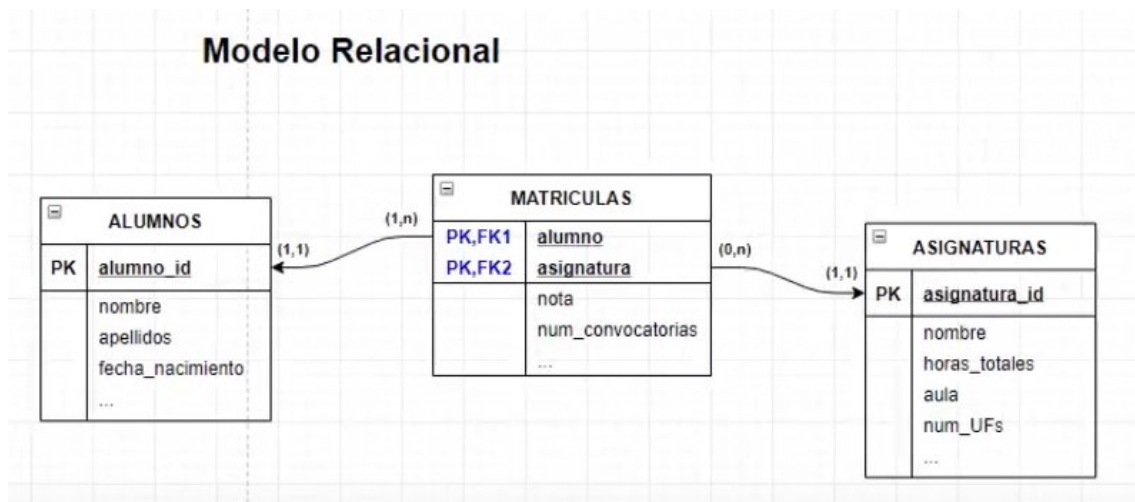 Modelo Relacional
ALUMNOS
PK alumno_id
nombre
apellidos
fecha_nacimiento
...
(1,1)
(1,n)
MATRICULAS
PK,FK1 alumno
PK,FK2 asignatura
nota
num_convocatorias
...
(0,n)
(1,1)
ASIGNATURAS
PK asignatura_id
nombre
horas_totales
aula
num_UFs
...